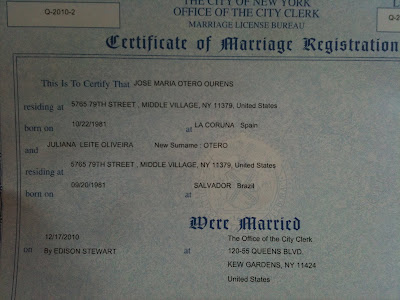 THE CITY OF NEW YORK
Q-2010-2
OFFICE OF THE CITY CLERK
MARRIAGE LICENSE BUREAU
Certificate of Marriage Registration
This Is To Certify That JOSE MARIA OTERO OURENS
residing at 5765 79TH STREET , MIDDLE VILLAGE, NY 11379, United States
born on 10/22/1981 at LA CORUÑA Spain
and JULIANA LEITE OLIVEIRA New Surname : OTERO
residing at 5765 79TH STREET , MIDDLE VILLAGE, NY 11379, United States
born on 09/20/1981 at SALVADOR Brazil
Were Married
on 12/17/2010 at The Office of the City Clerk
By EDISON STEWART 120-55 QUEENS BLVD.
KEW GARDENS, NY 11424
United States